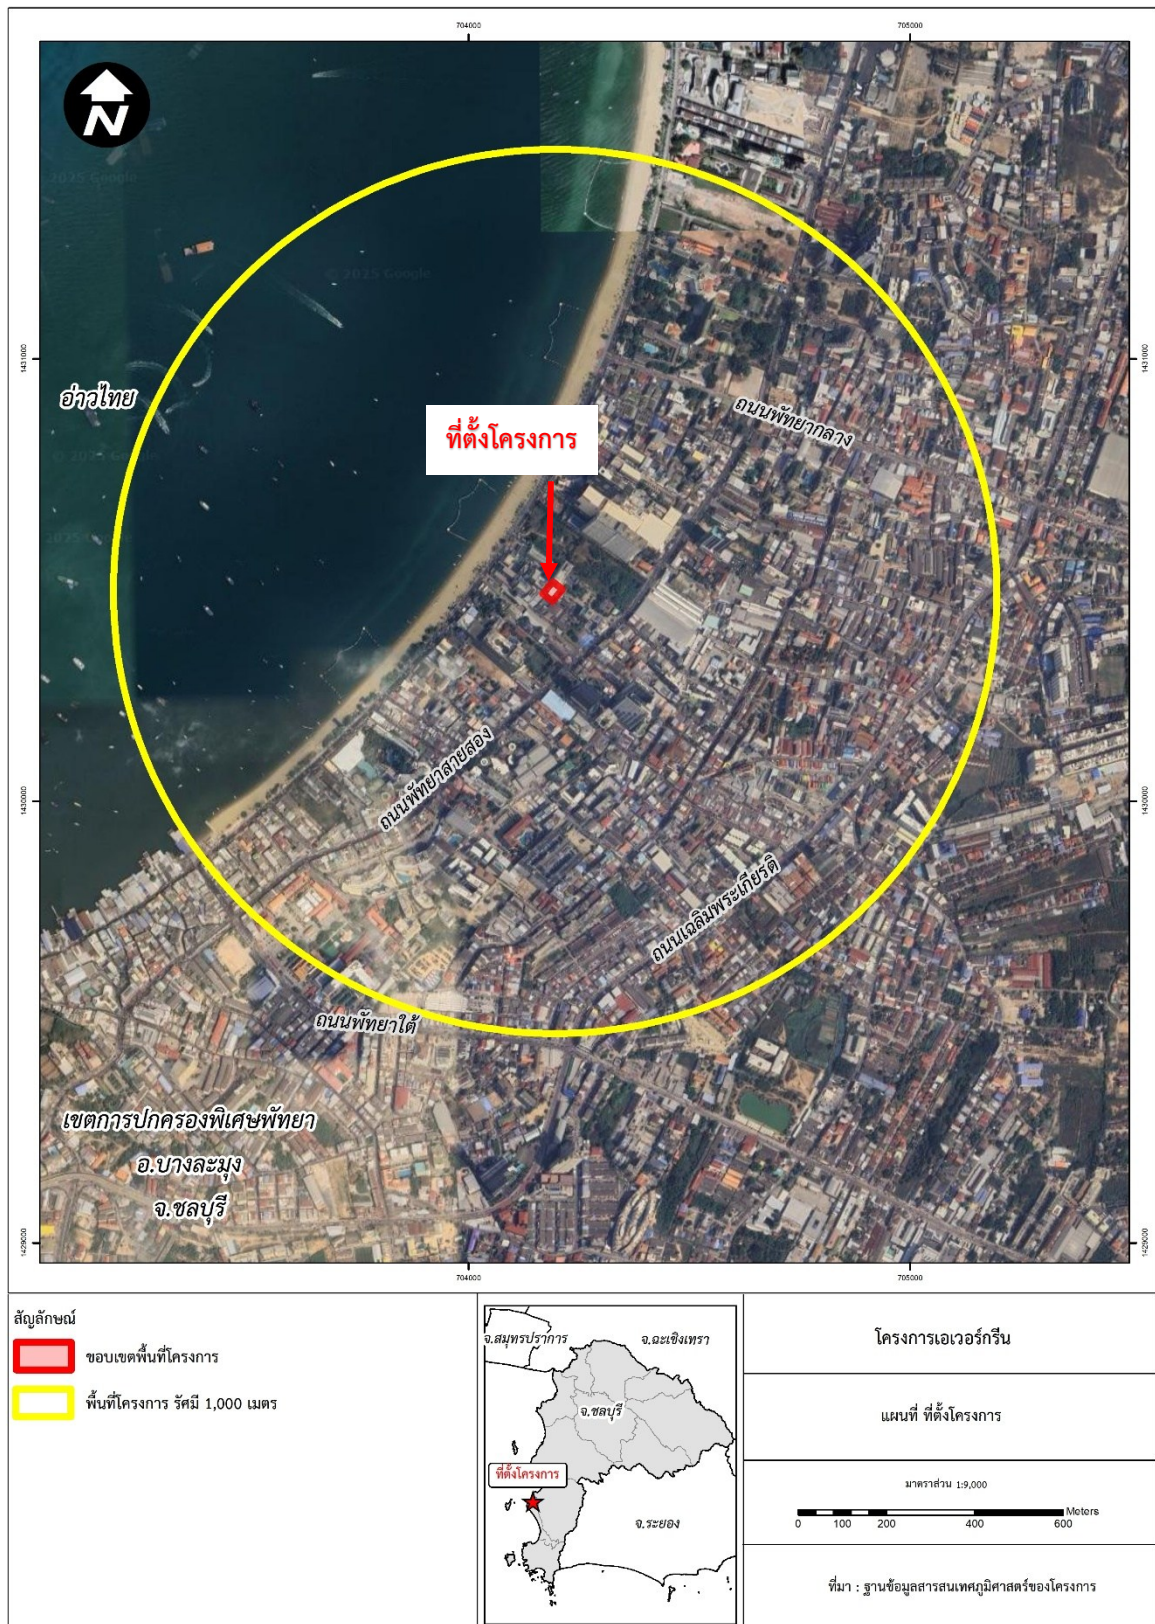 704000
705000
N
2025 Google
© 2025 Google
1431000
1431000
อ่าวไทย
ที่ตั้งโครงการ
ถนนพัทยากลาง
© 2025 Google
2025 Google
ถนนพัทยาสายสอง
1430000
1430000
ถนนเฉลิมพระเกียรติ
ถนนพัทยาใต้
เขตการปกครองพิเศษพัทยา
อ.บางละมุง
จ.ชลบุรี
1429000
1429000
704000
705000
สัญลักษณ์
ขอบเขตพื้นที่โครงการ
พื้นที่โครงการ รัศมี 1,000 เมตร
จ.สมุทรปราการ
จ.ฉะเชิงเทรา
จ.ชลบุรี
ที่ตั้งโครงการ
จ.ระยอง
โครงการเอเวอร์กรีน
แผนที่ ที่ตั้งโครงการ
มาตราส่วน 1:9,000
Meters
0 100 200 400 600
ที่มา : ฐานข้อมูลสารสนเทศภูมิศาสตร์ของโครงการ